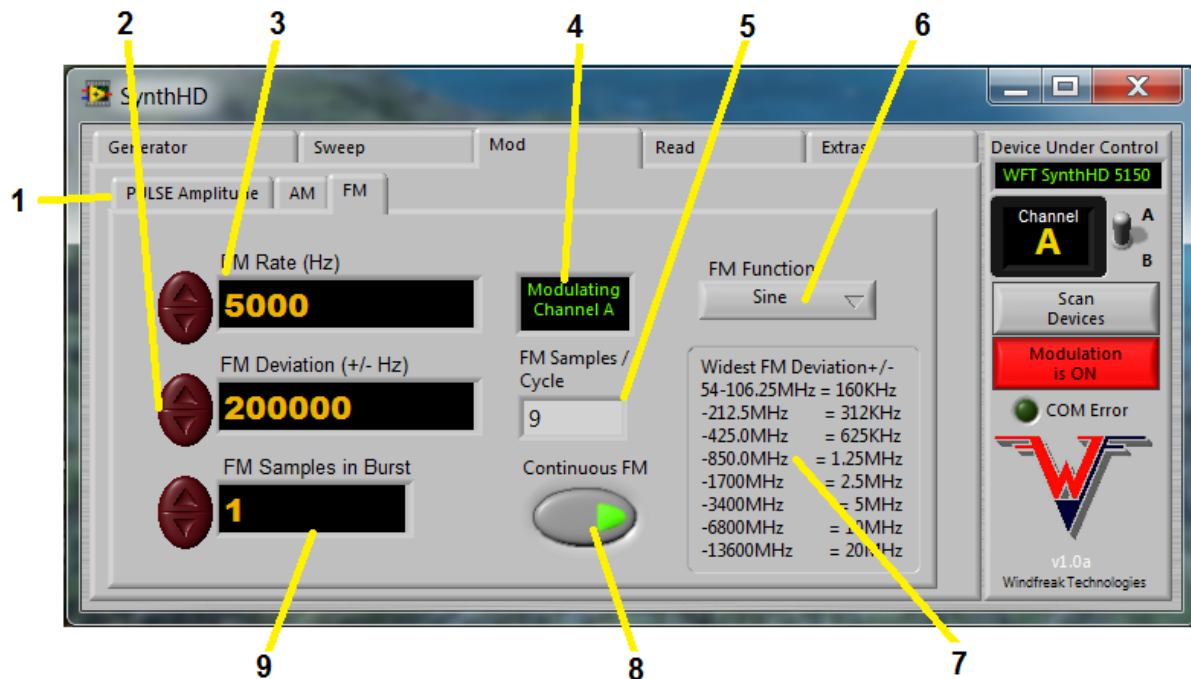 2
3
4
5
6
SynthHD
Generator
Sweep
Mod
Read
Extras
Device Under Control
WFT SynthHD 5150
1
PULSE Amplitude
AM
FM
Channel
A
A
B
FM Rate (Hz)
5000
Modulating
Channel A
FM Function
Sine
Scan
Devices
Modulation
is ON
FM Deviation (+/- Hz)
200000
FM Samples /
Cycle
9
Widest FM Deviation+/-
54-106.25MHz = 160KHz
-212.5MHz = 312KHz
-425.0MHz = 625KHz
-850.0MHz = 1.25MHz
-1700MHz = 2.5MHz
-3400MHz = 5MHz
-6800MHz = 10MHz
-13600MHz = 20MHz
COM Error
FM Samples in Burst
1
Continuous FM
W
v1.0a
Windfreak Technologies
9
8
7